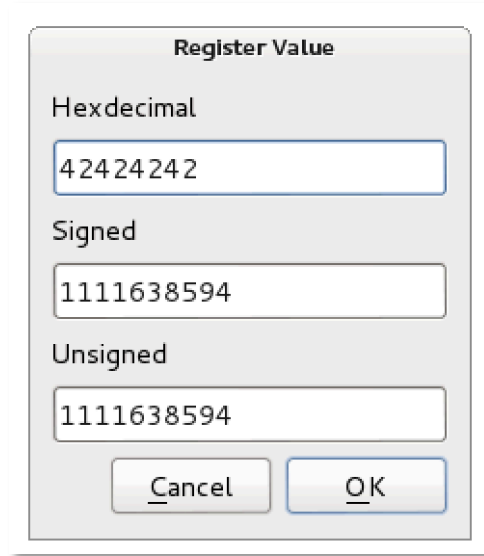 Register Value
Hexdecimal
42424242
Signed
1111638594
Unsigned
1111638594
Cancel OK